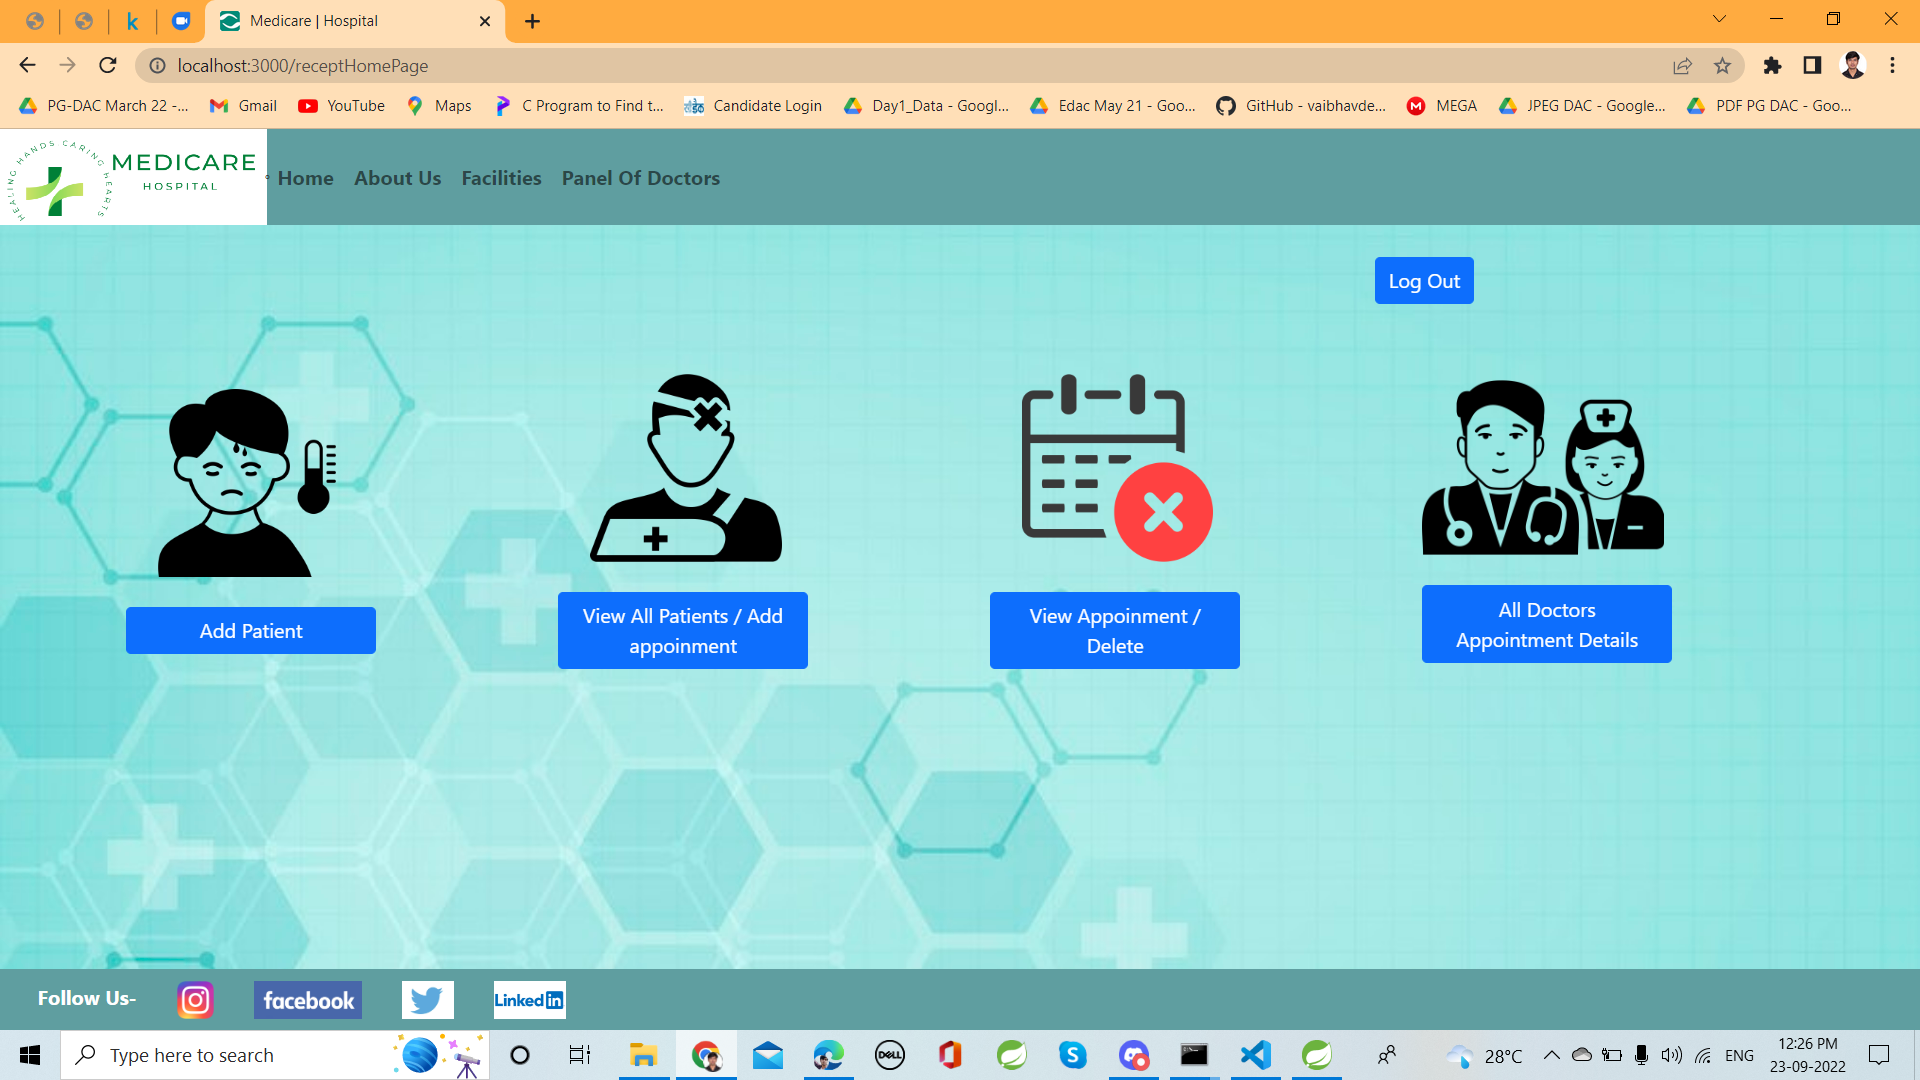 k
Medicare | Hospital
localhost:3000/receptHomePage
PG-DAC March 22 -...
Gmail
YouTube
Maps
C Program to Find t...
Candidate Login
Day1_Data - Googl...
Edac May 21 - Goo...
GitHub - vaibhavde...
M
MEGA
JPEG DAC - Google...
PDF PG DAC - Goo...
HEALING HANDS CARING HEARTS
MEDICARE
HOSPITAL
Home
About Us
Facilities
Panel Of Doctors
Log Out
Add Patient
View All Patients / Add
appoinment
View Appoinment /
Delete
All Doctors
Appointment Details
Follow Us-
facebook
Linked in
Type here to search
DELL
S
28°C
ENG
12:26 PM
23-09-2022